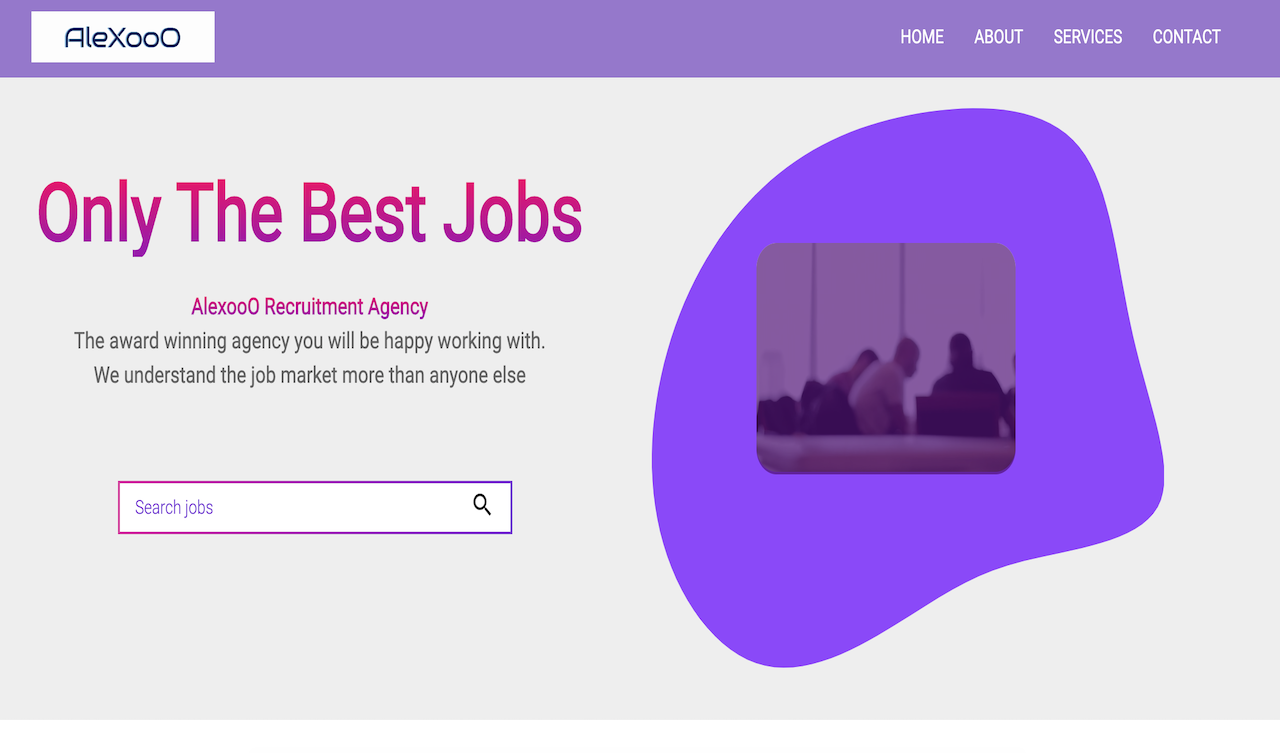 AleXooO
HOME ABOUT SERVICES CONTACT
Only The Best Jobs
AlexooO Recruitment Agency
The award winning agency you will be happy working with.
We understand the job market more than anyone else
Search jobs